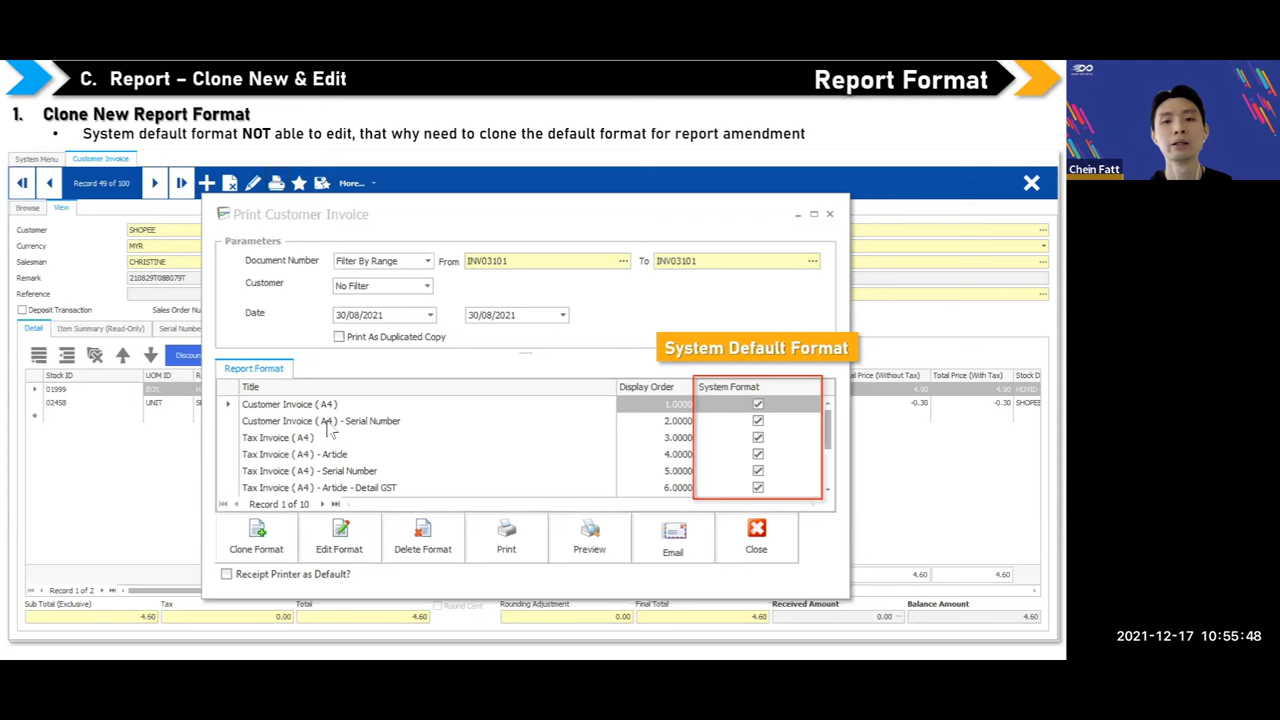 C. Report – Clone New & Edit
Report Format
1. Clone New Report Format
• System default format NOT able to edit, that why need to clone the default format for report amendment
Chein Fatt
System Menu
Customer Invoice
Record 49 of 100
More...
Browse
View
Customer
SHOPEE
Currency
MYR
Salesman
CHRISTINE
Remark
210829T08B079T
Reference
Deposit Transaction
Sales Order Nu
Detail
Item Summary (Read-Only)
Serial Number
Discoun
Stock ID
UOM ID
01999
BOX
02458
UNIT
al Price (Without Tax)
Total Price (With Tax)
Stock D
4.90
4.90
HOVID
-0.30
-0.30
SHOPEE
Print Customer Invoice
Parameters
Document Number
Filter By Range
From
INV03101
To
INV03101
Customer
No Filter
Date
30/08/2021
30/08/2021
Print As Duplicated Copy
System Default Format
Report Format
Title
Display Order
System Format
Customer Invoice ( A4 )
1.0000
Customer Invoice ( A4 ) - Serial Number
2.0000
Tax Invoice ( A4 )
3.0000
Tax Invoice ( A4 ) - Article
4.0000
Tax Invoice ( A4 ) - Serial Number
5.0000
Tax Invoice ( A4 ) - Article - Detail GST
6.0000
Record 1 of 10
Clone Format
Edit Format
Delete Format
Print
Preview
Email
Close
Receipt Printer as Default?
Record 1 of 2
4.60
4.60
Sub Total (Exclusive)
Tax
Total
Round Cent
Rounding Adjustment
Final Total
Received Amount
Balance Amount
4.60
0.00
4.60
0.00
4.60
0.00
4.60
2021-12-17 10:55:48